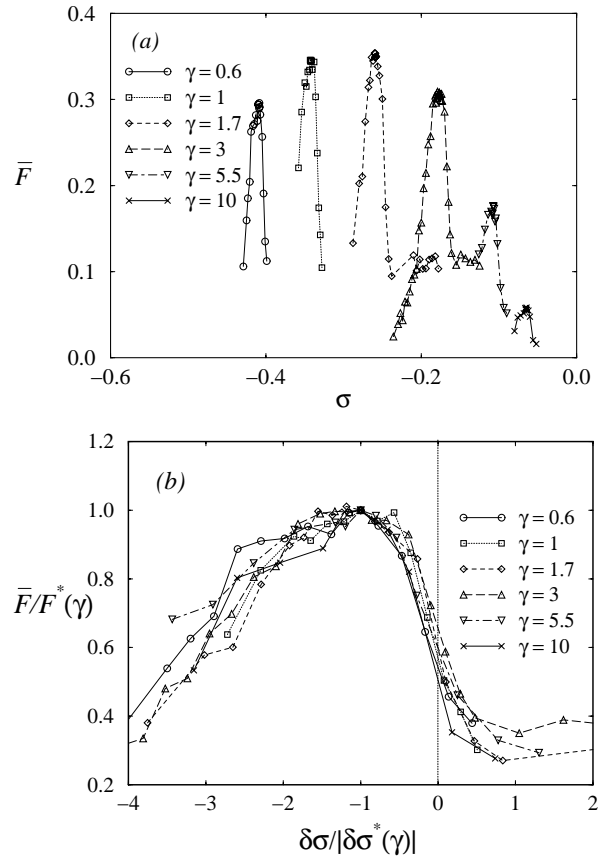 (a)
γ = 0.6
γ = 1
γ = 1.7
γ = 3
γ = 5.5
γ = 10
0.4
0.3
0.2
0.1
0.0
F̅
−0.6 −0.4 −0.2 0.0
σ
(b)
γ = 0.6
γ = 1
γ = 1.7
γ = 3
γ = 5.5
γ = 10
1.2
1.0
0.8
0.6
0.4
0.2
F̅/F*(γ)
−4 −3 −2 −1 0 1 2
δσ/|δσ*(γ)|